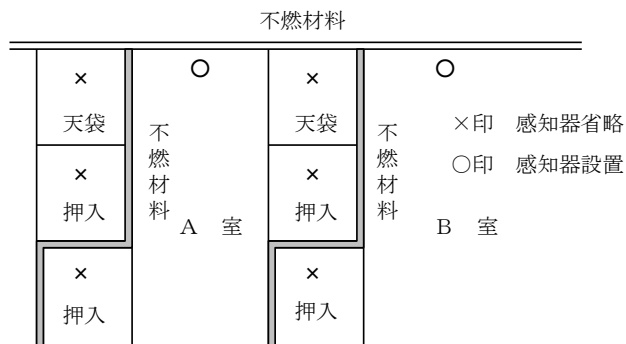 不燃材料
× ○ × ○
天袋 天袋
不燃材料
不燃材料
×印 感知器省略
○印 感知器設置
× ×
押入 押入
A 室 B 室
× ×
押入 押入